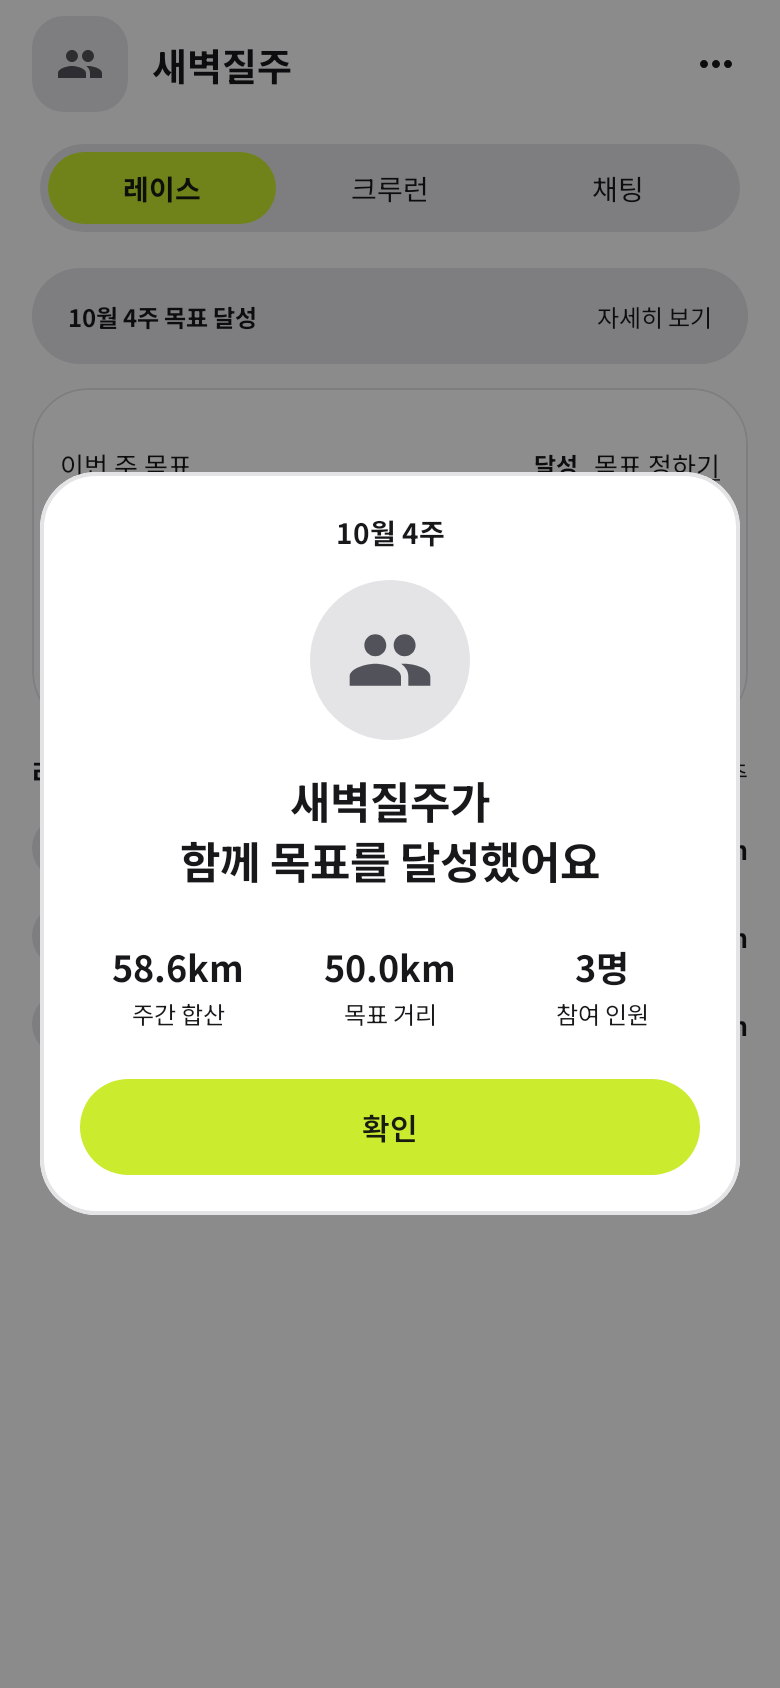 새벽질주
레이스
크루런
채팅
10월 4주 목표 달성
자세히 보기
이번 주 목표
달성 목표 정하기
10월 4주
새벽질주가
함께 목표를 달성했어요
58.6km
50.0km
3명
주간 합산
목표 거리
참여 인원
확인